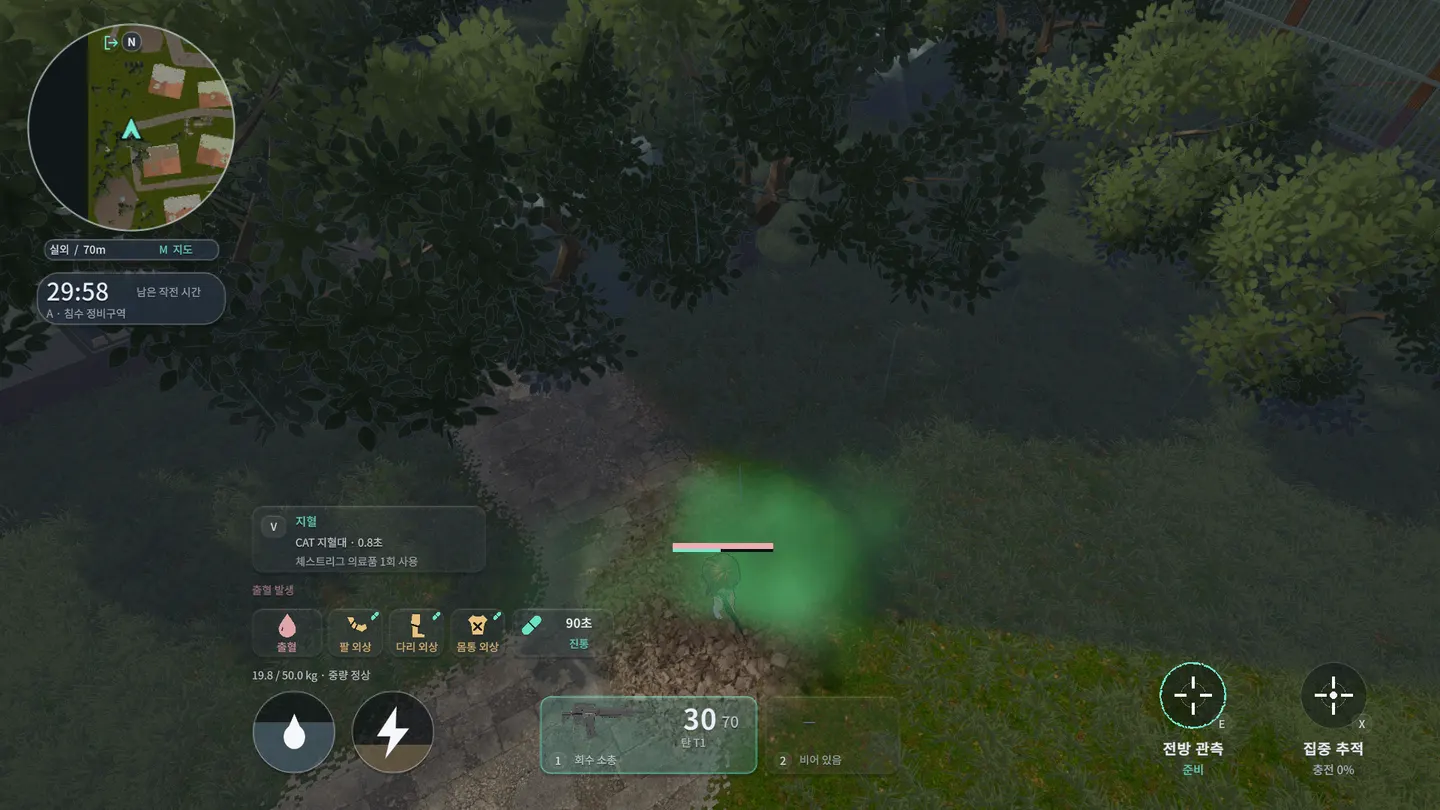 N
실외 / 70m
M 지도
29:58
남은 작전 시간
A · 침수 정비구역
V
지혈
CAT 지혈대 · 0.8초
체스트리그 의료품 1회 사용
출혈 발생
출혈
팔 외상
다리 외상
몸통 외상
90초
진통
19.8 / 50.0 kg · 중량 정상
30 70
탄 T1
1 회수 소총
—
2 비어 있음
E
전방 관측
준비
X
집중 추적
충전 0%